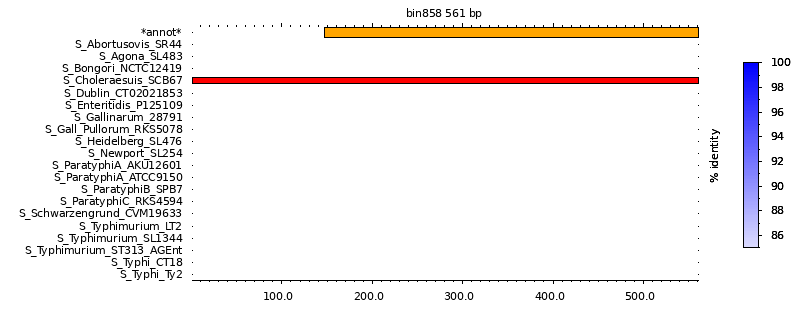 bin858 561 bp
*annot*
S_Abortusovis_SR44
S_Agona_SL483
S_Bongori_NCTC12419
S_Choleraesuis_SCB67
S_Dublin_CT02021853
S_Enteritidis_P125109
S_Gallinarum_28791
S_Gall_Pullorum_RKS5078
S_Heidelberg_SL476
S_Newport_SL254
S_ParatyphiA_AKU12601
S_ParatyphiA_ATCC9150
S_ParatyphiB_SPB7
S_ParatyphiC_RKS4594
S_Schwarzengrund_CVM19633
S_Typhimurium_LT2
S_Typhimurium_SL1344
S_Typhimurium_ST313_AGEnt
S_Typhi_CT18
S_Typhi_Ty2
100.0 200.0 300.0 400.0 500.0
% identity
100
98
96
94
92
90
88
86